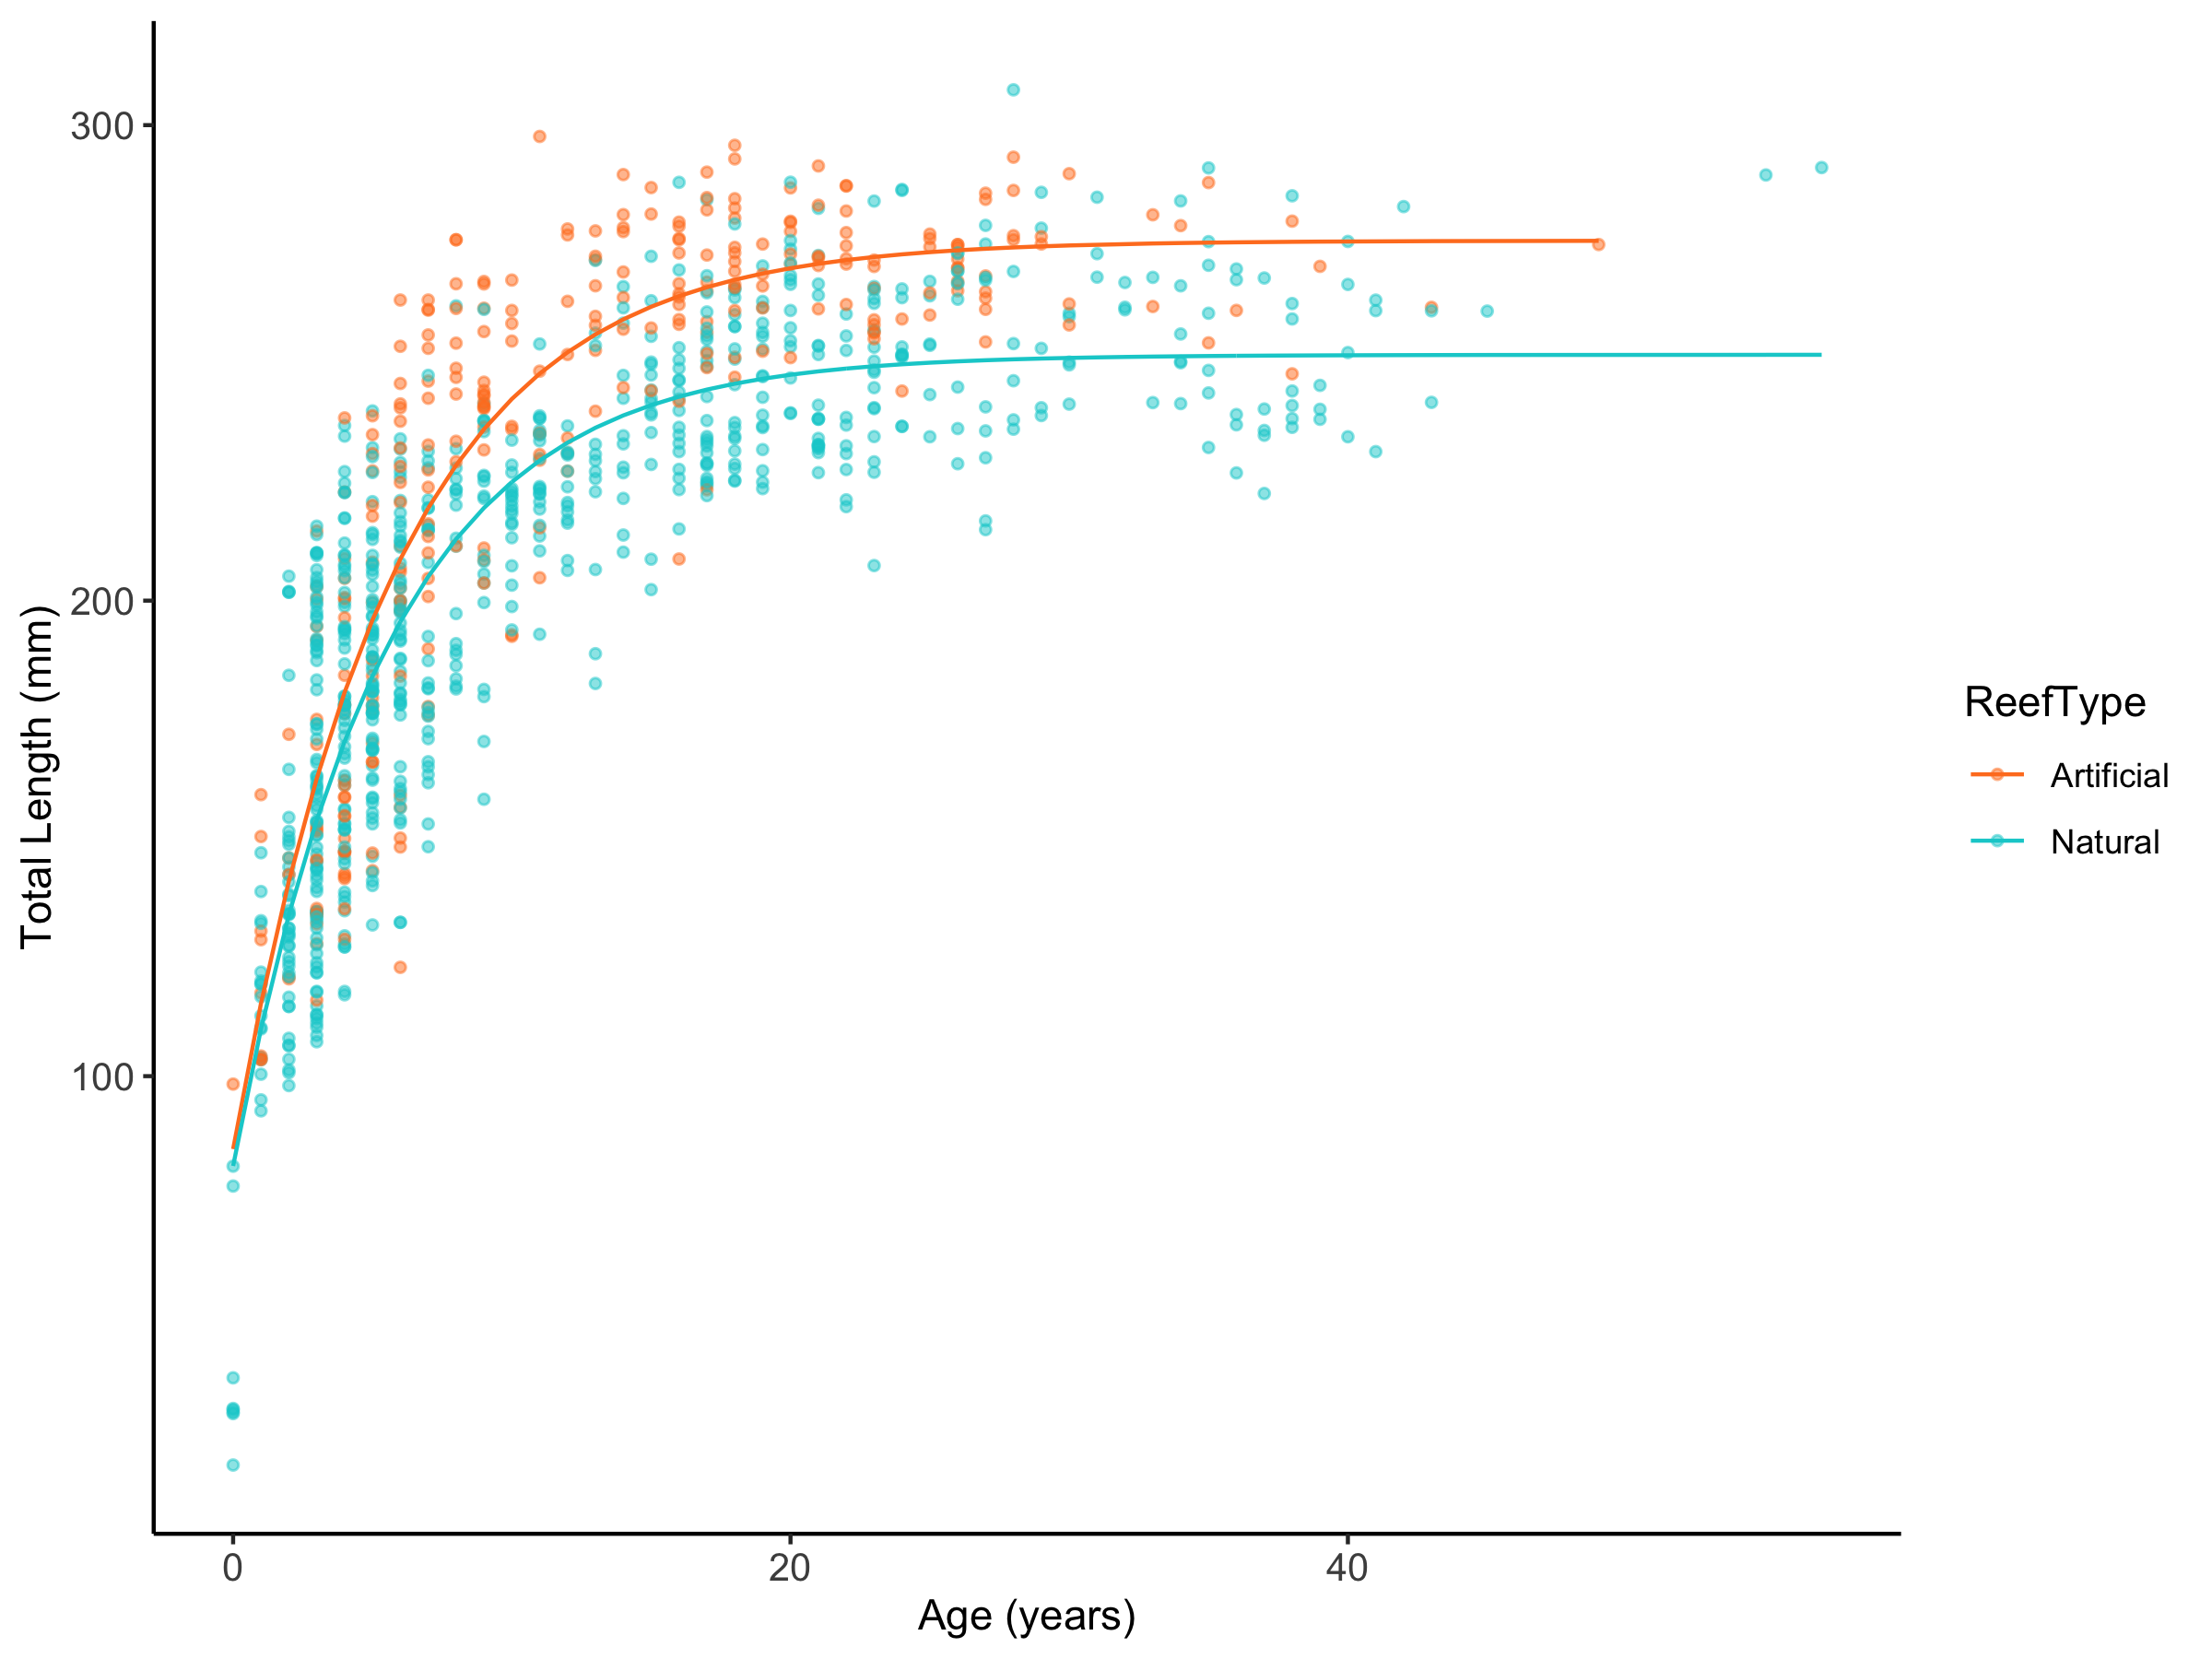 300
200
100
Total Length (mm)
0
20
40
Age (years)
ReefType
Artificial
Natural